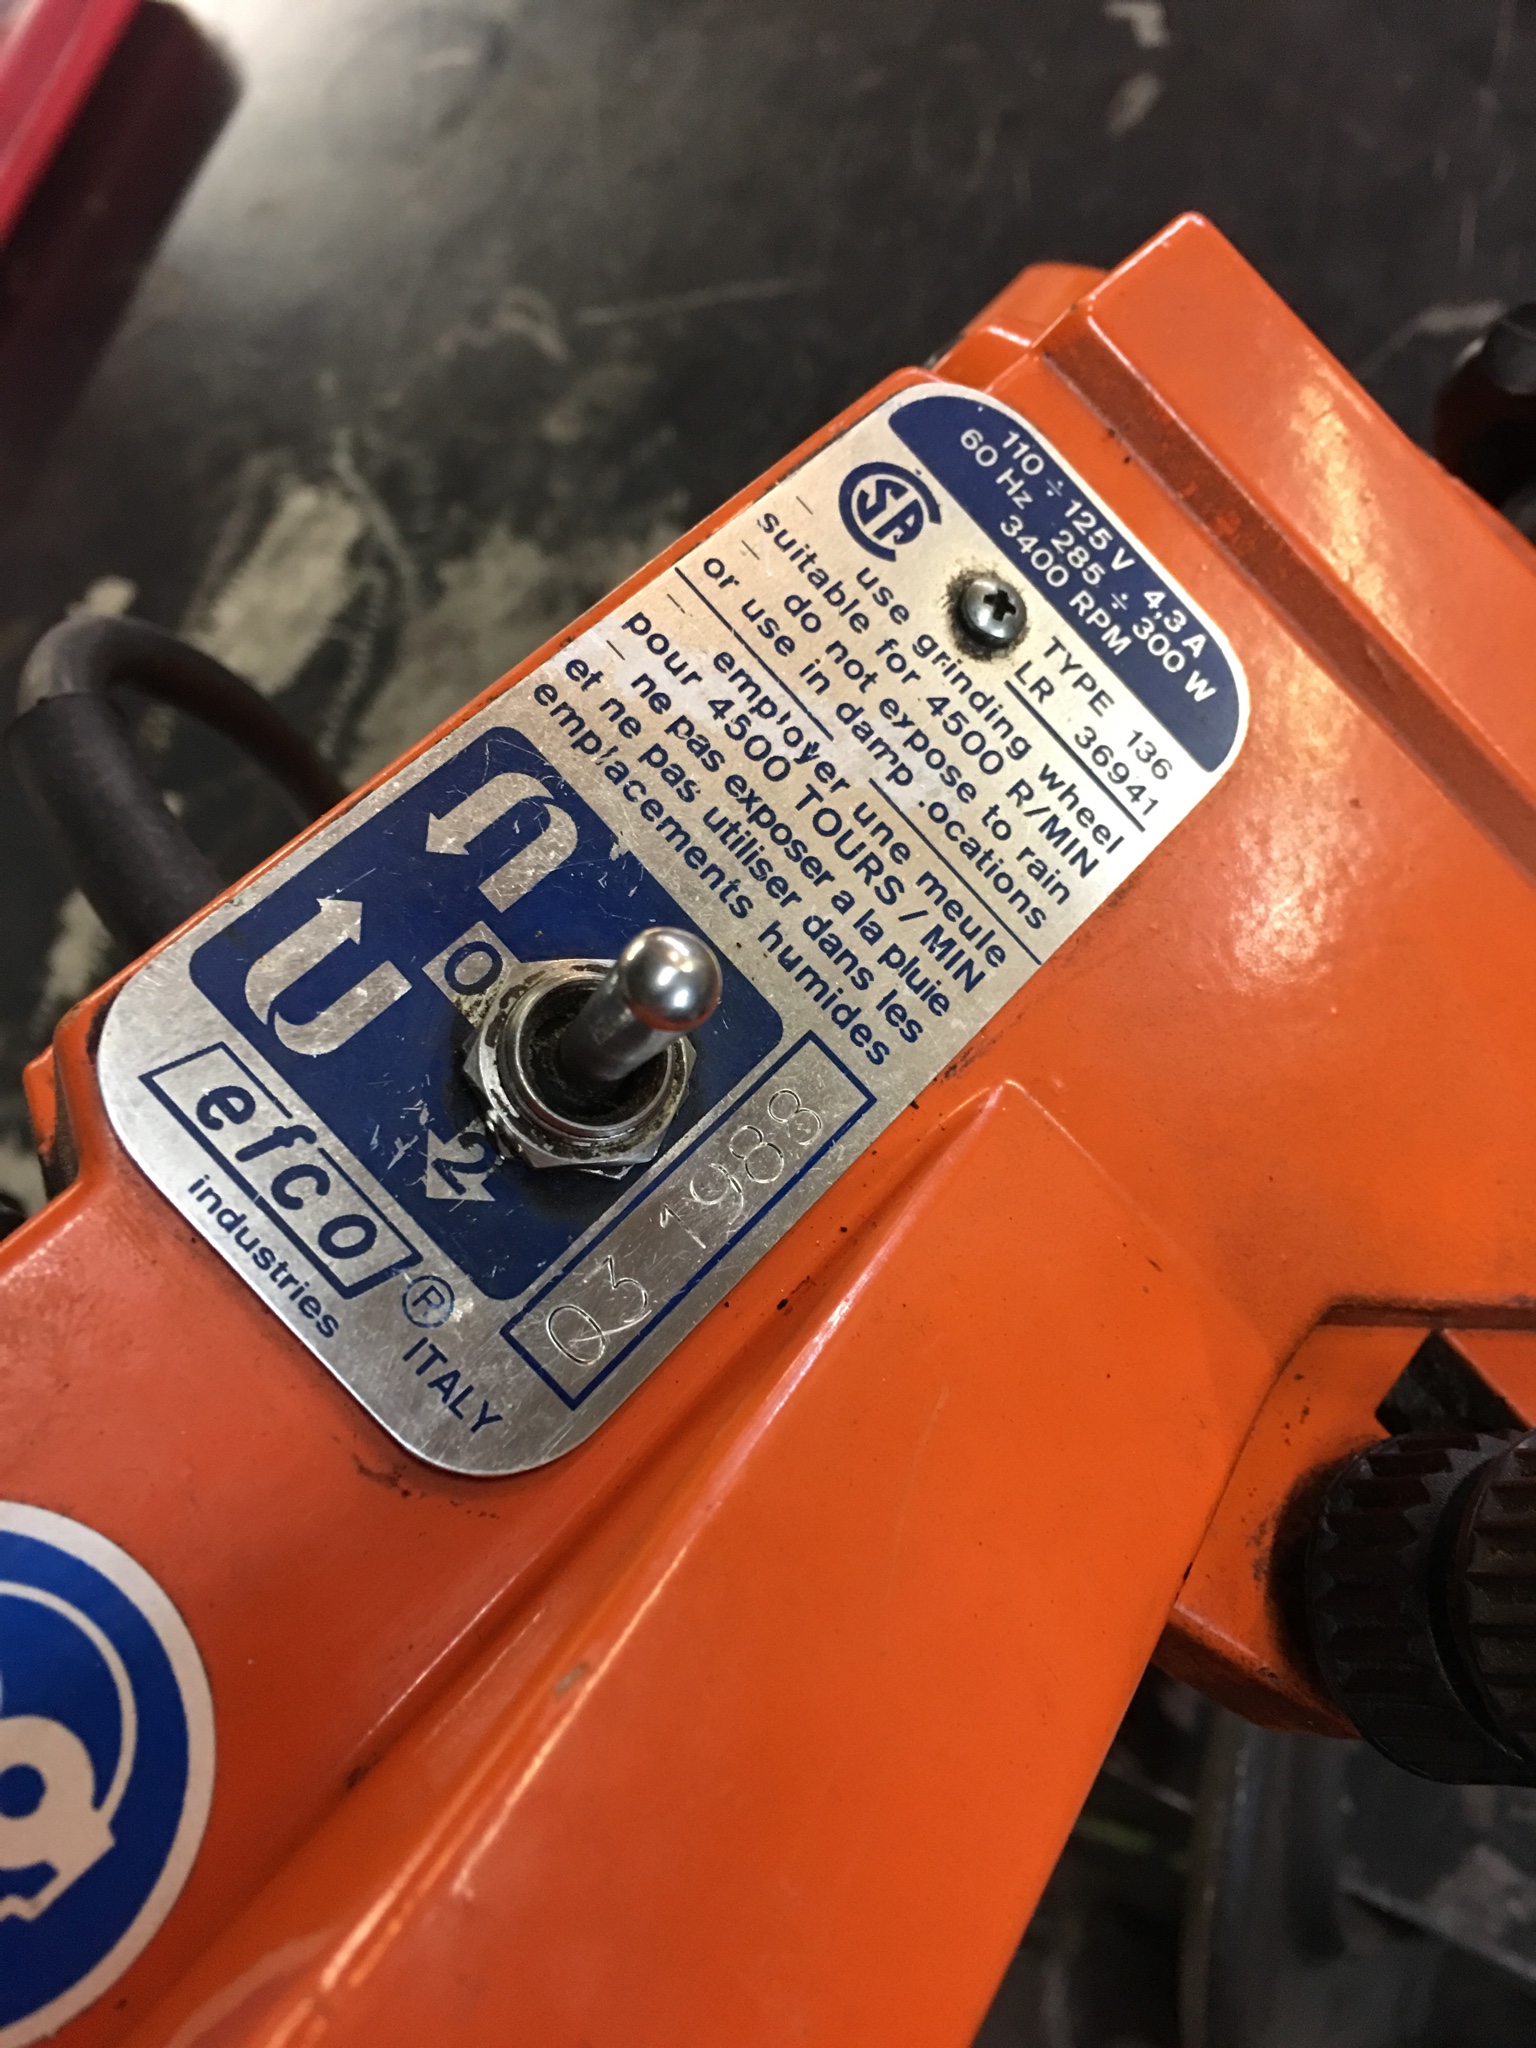 110 ÷ 125 V 4,3 A
60 Hz 285 ÷ 300 W
3400 RPM
TYPE 136
LR 36941
- use grinding wheel
suitable for 4500 R/MIN
- do not expose to rain
or use in damp locations
- employer une meule
pour 4500 TOURS/MIN
- ne pas exposer a la pluie
et ne pas utiliser dans les
emplacements humides
0
2
03 1988
efco ®
industries ITALY